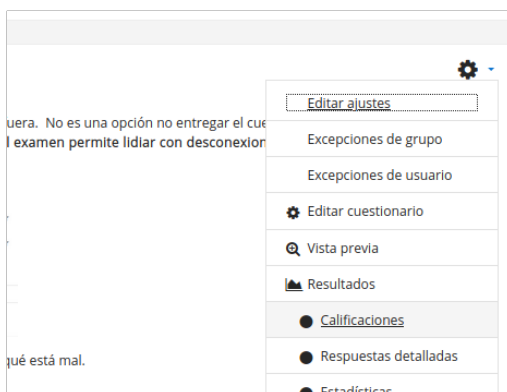 Editar ajustes
uera. No es una opción no entregar el cue
l examen permite lidiar con desconexion
Excepciones de grupo
Excepciones de usuario
Editar cuestionario
Vista previa
Resultados
Calificaciones
Respuestas detalladas
qué está mal.
Estadísticas